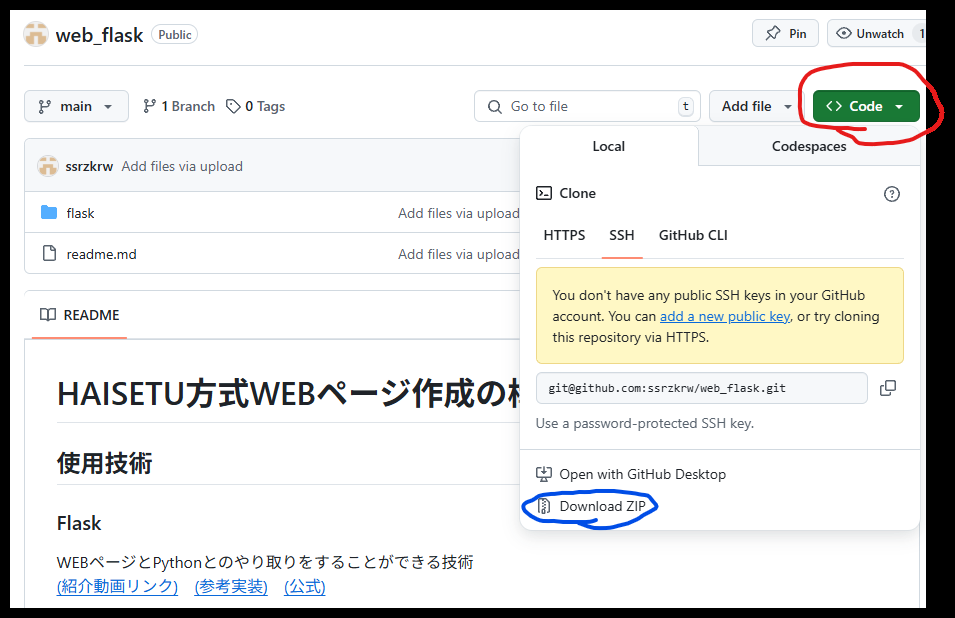 web_flask Public
Pin
Unwatch 1
main
1 Branch
0 Tags
Go to file t
Add file
Code
ssrzkrw Add files via upload
flask Add files via upload
readme.md Add files via upload
README
HAISETU方式WEBページ作成の
使用技術
Flask
WEBページとPythonとのやり取りをすることができる技術
(紹介動画リンク) (参考実装) (公式)
Local
Codespaces
Clone
HTTPS SSH GitHub CLI
You don't have any public SSH keys in your GitHub
account. You can add a new public key, or try cloning
this repository via HTTPS.
git@github.com:ssrzkrw/web_flask.git
Use a password-protected SSH key.
Open with GitHub Desktop
Download ZIP